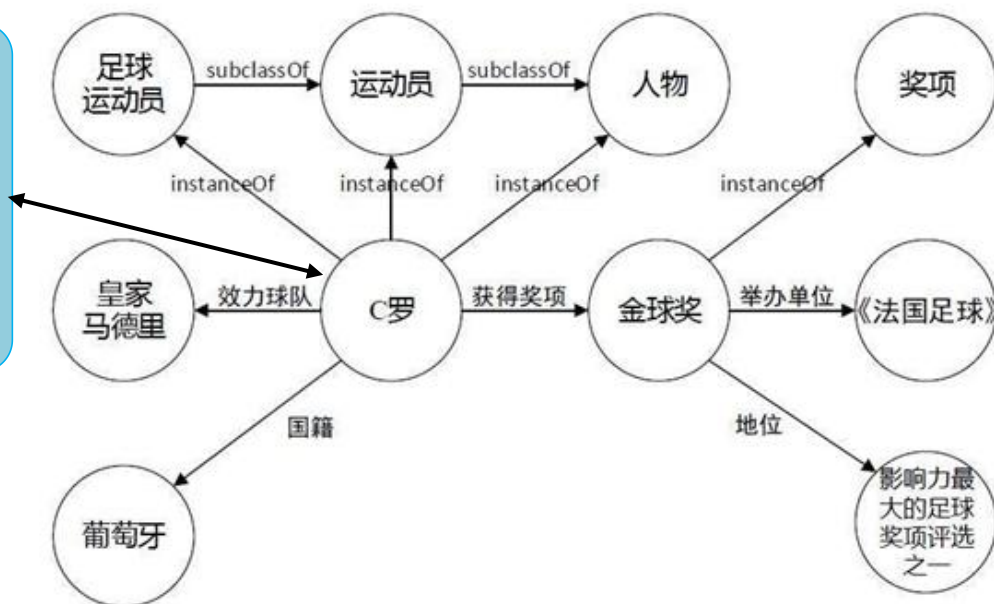 足球
运动员
subclassOf
运动员
subclassOf
人物
奖项
instanceOf
instanceOf
instanceOf
instanceOf
皇家
马德里
效力球队
C罗
获得奖项
金球奖
举办单位
《法国足球》
国籍
地位
葡萄牙
影响力最
大的足球
奖项评选
之一